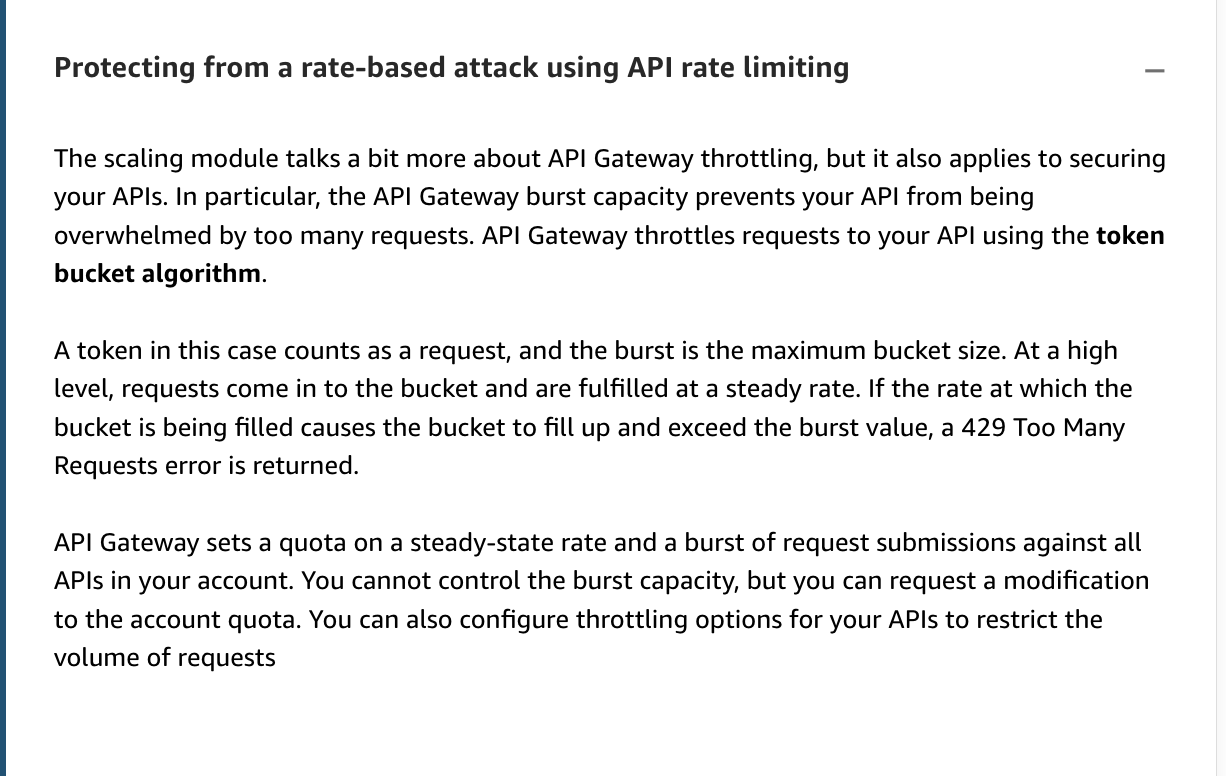 Protecting from a rate-based attack using API rate limiting
The scaling module talks a bit more about API Gateway throttling, but it also applies to securing
your APIs. In particular, the API Gateway burst capacity prevents your API from being
overwhelmed by too many requests. API Gateway throttles requests to your API using the token
bucket algorithm.
A token in this case counts as a request, and the burst is the maximum bucket size. At a high
level, requests come in to the bucket and are fulfilled at a steady rate. If the rate at which the
bucket is being filled causes the bucket to fill up and exceed the burst value, a 429 Too Many
Requests error is returned.
API Gateway sets a quota on a steady-state rate and a burst of request submissions against all
APIs in your account. You cannot control the burst capacity, but you can request a modification
to the account quota. You can also configure throttling options for your APIs to restrict the
volume of requests